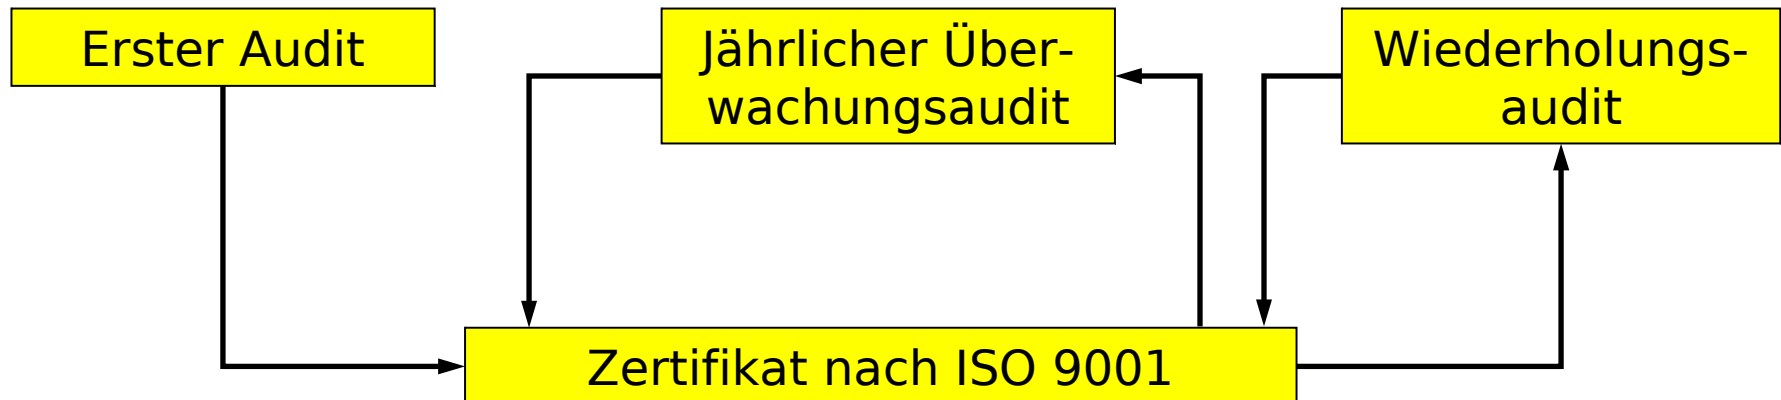 Erster Audit
Jährlicher Über-
wachungsaudit
Wiederholungs-
audit
Zertifikat nach ISO 9001